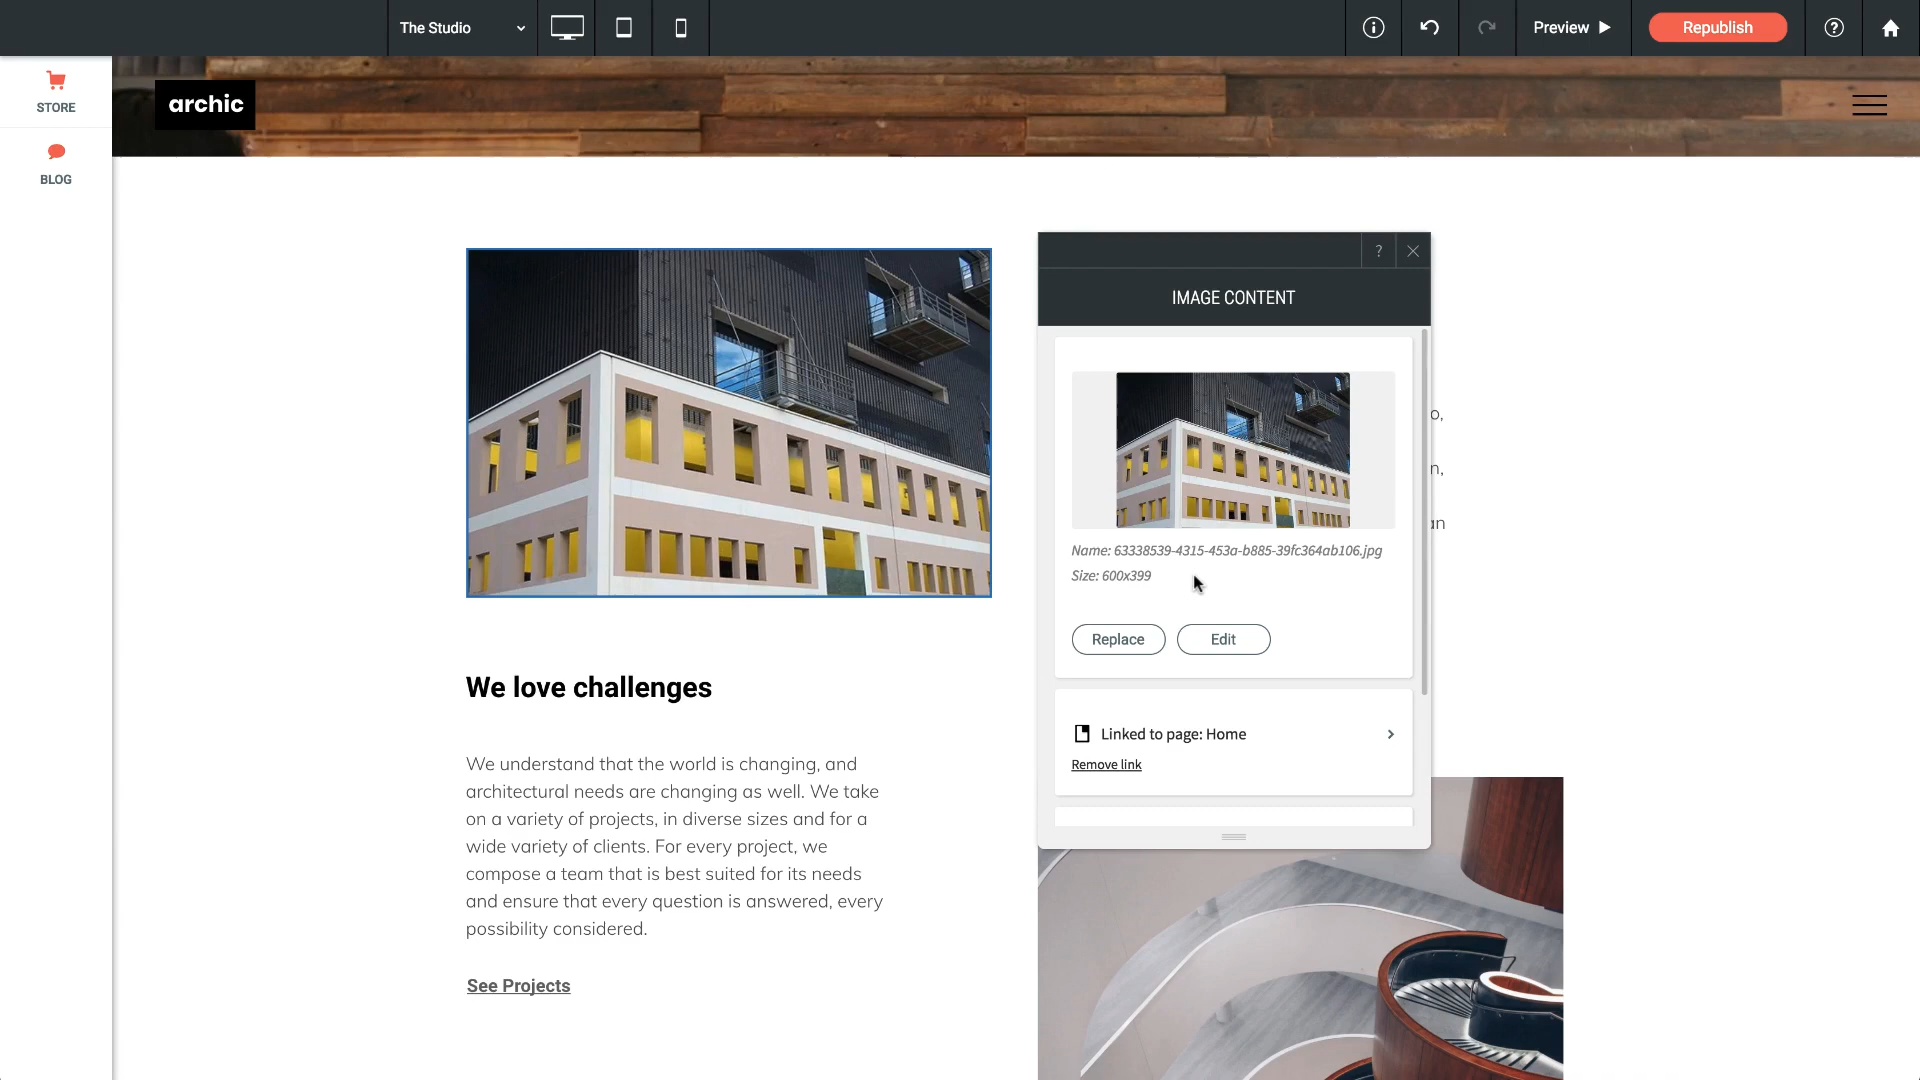 The Studio
Preview
Republish
STORE
BLOG
archic
?
IMAGE CONTENT
Name: 63338539-4315-453a-b885-39fc364ab106.jpg
Size: 600x399
Replace
Edit
Linked to page: Home
Remove link
o,
n,
an
We love challenges
We understand that the world is changing, and
architectural needs are changing as well. We take
on a variety of projects, in diverse sizes and for a
wide variety of clients. For every project, we
compose a team that is best suited for its needs
and ensure that every question is answered, every
possibility considered.
See Projects